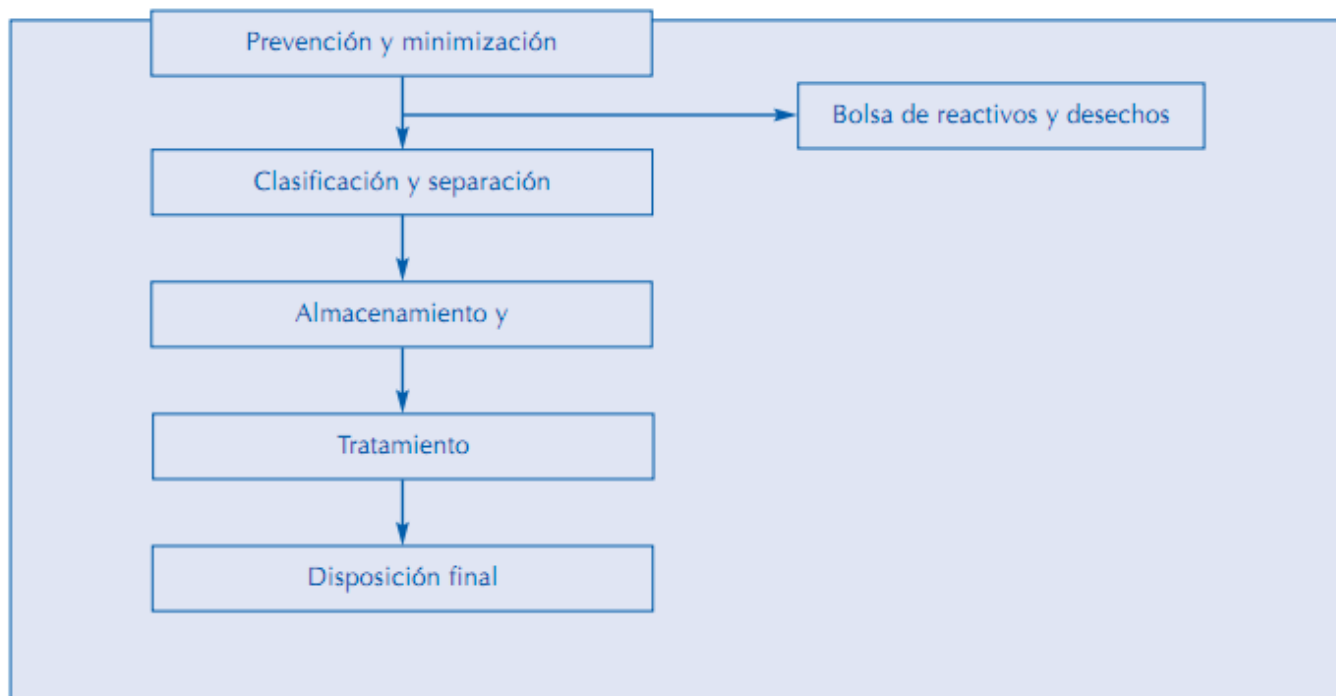 Prevención y minimización
Bolsa de reactivos y desechos
Clasificación y separación
Almacenamiento y
Tratamiento
Disposición final